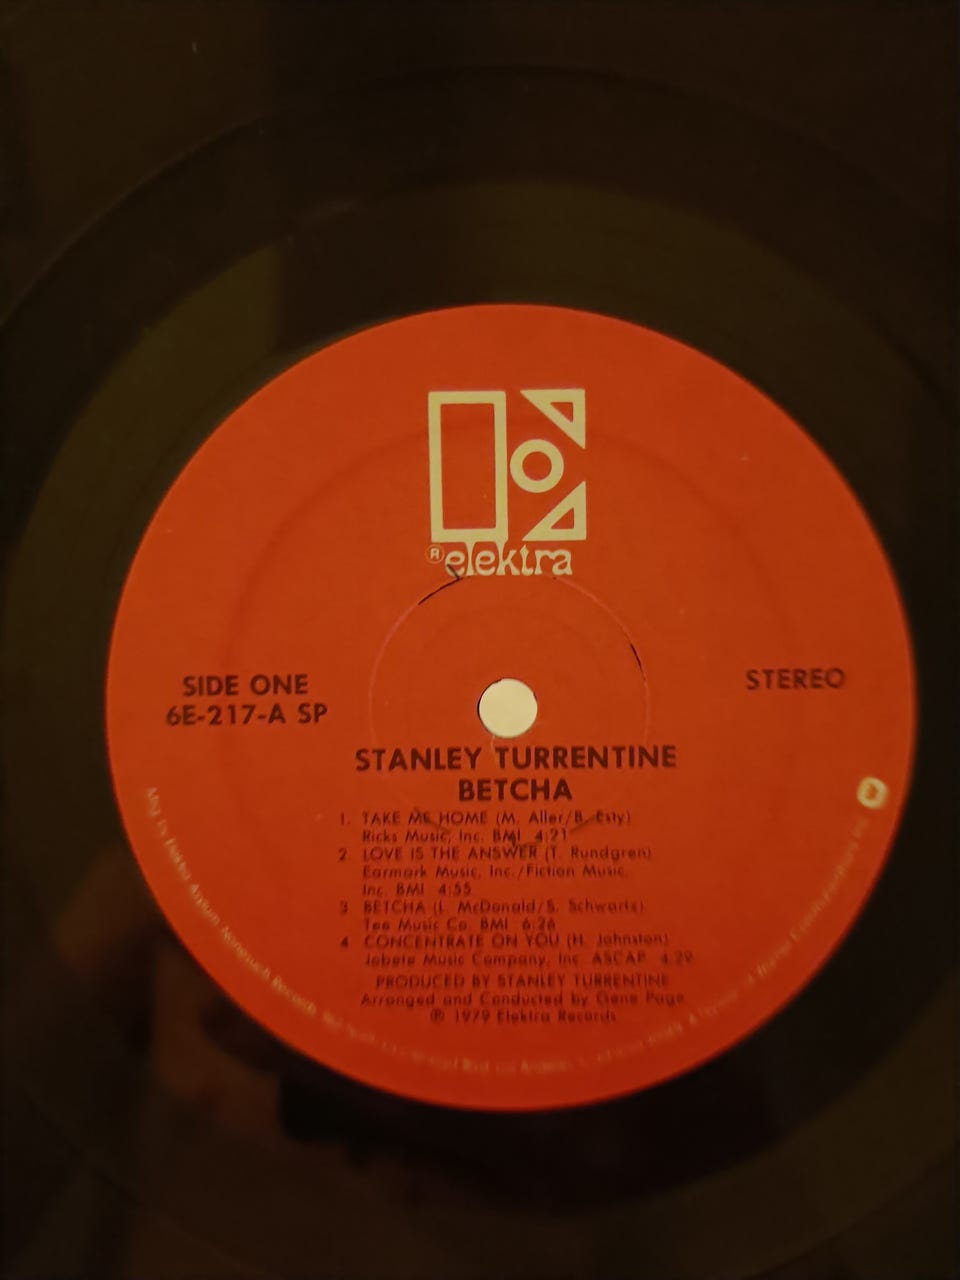 ® elektra
SIDE ONE
6E-217-A SP
STEREO
STANLEY TURRENTINE
BETCHA
1. TAKE ME HOME (M. Aller/B. Esty)
Ricks Music, Inc. BMI 4:21
2. LOVE IS THE ANSWER (T. Rundgren)
Earmark Music, Inc./Fiction Music,
Inc. BMI 4:55
3. BETCHA (L. McDonald/S. Schwartz)
Tee Music Co. BMI 6:26
4. CONCENTRATE ON YOU (H. Johnston)
Jobete Music Company, Inc. ASCAP 4:29
PRODUCED BY STANLEY TURRENTINE
Arranged and Conducted by Gene Page
℗ 1979 Elektra Records